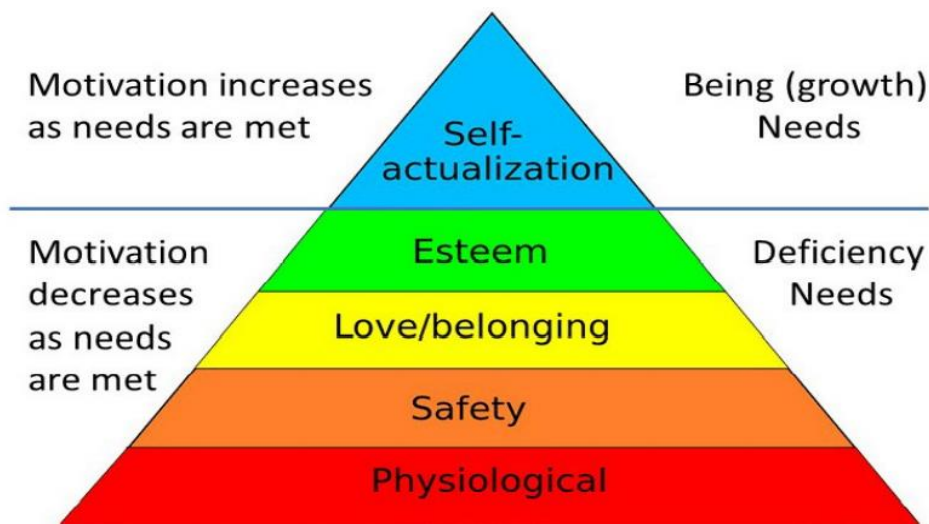 Motivation increases
as needs are met
Being (growth)
Needs
Self-
actualization
Motivation
decreases
as needs
are met
Esteem
Deficiency
Needs
Love/belonging
Safety
Physiological